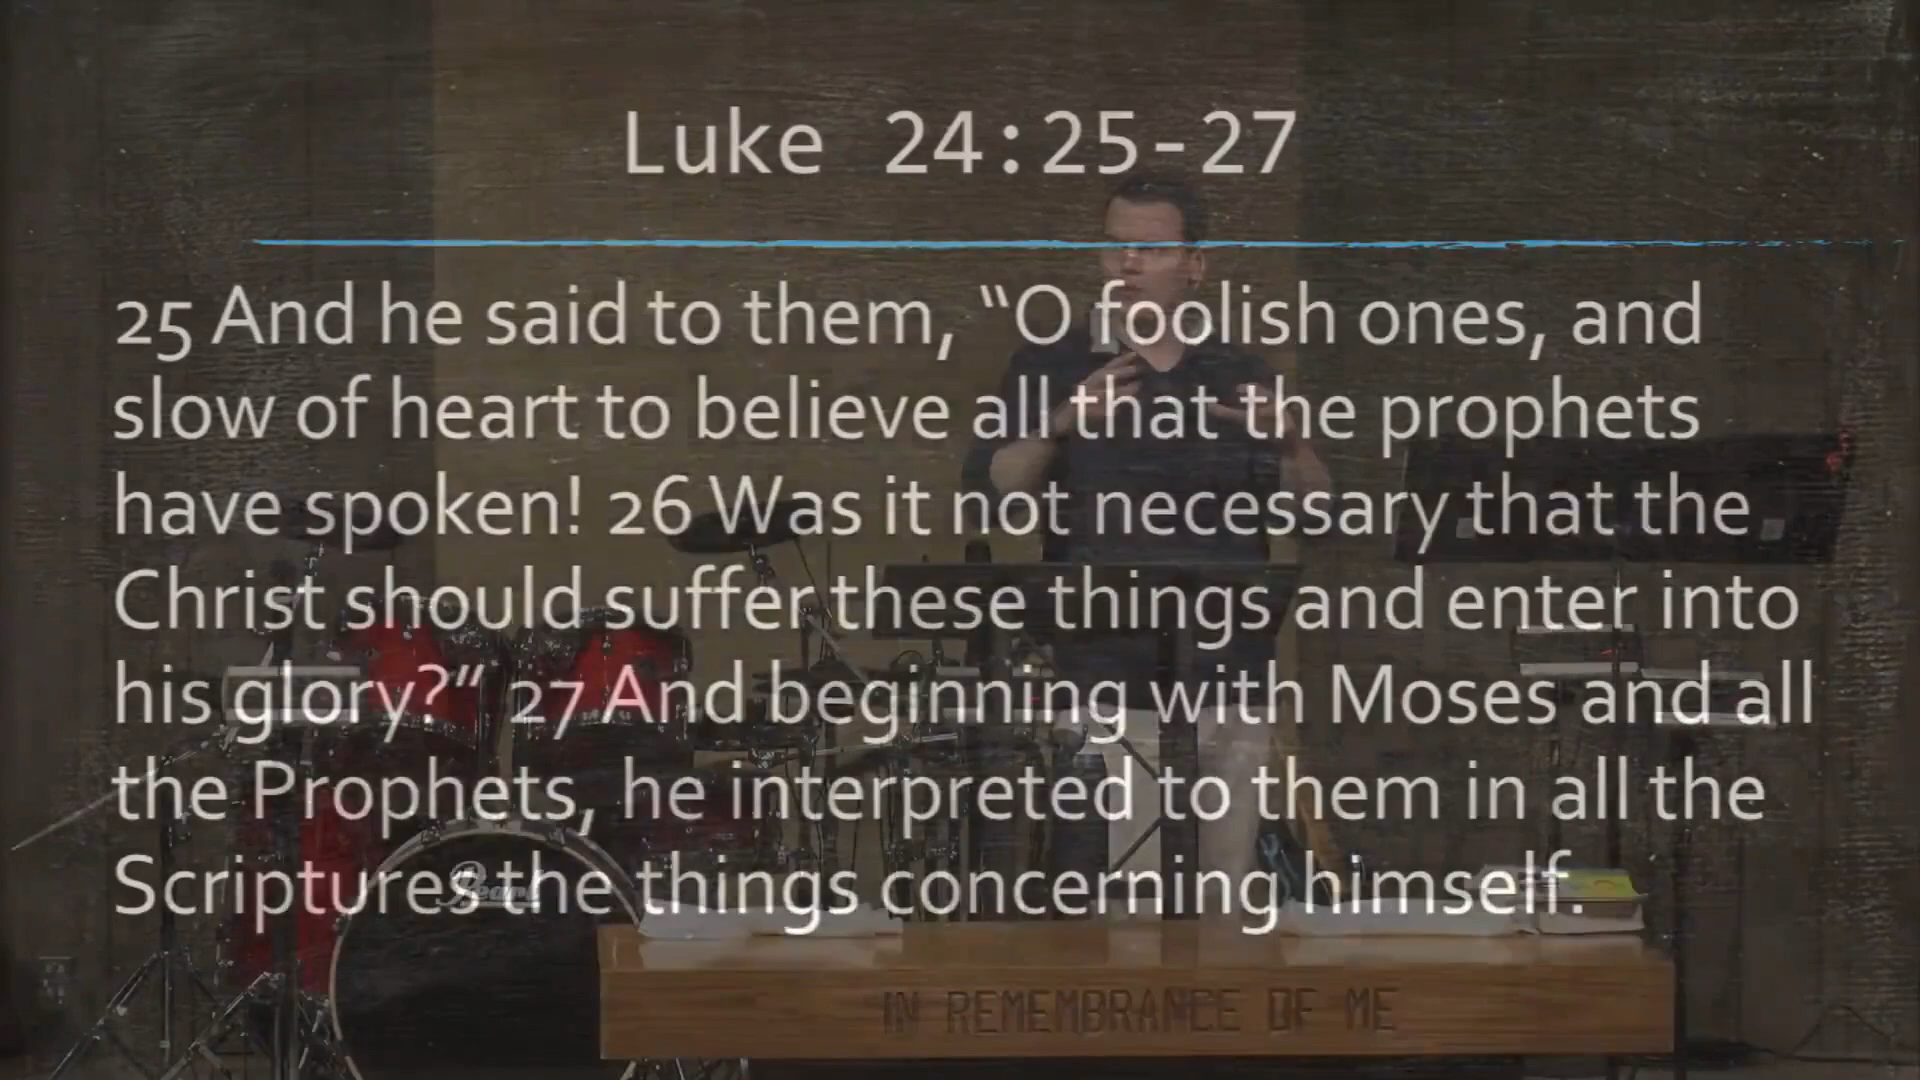 Luke 24:25-27
25 And he said to them, “O foolish ones, and
slow of heart to believe all that the prophets
have spoken! 26 Was it not necessary that the
Christ should suffer these things and enter into
his glory?” 27 And beginning with Moses and all
the Prophets, he interpreted to them in all the
Scriptures the things concerning himself.
Pearl
IN REMEMBRANCE OF ME